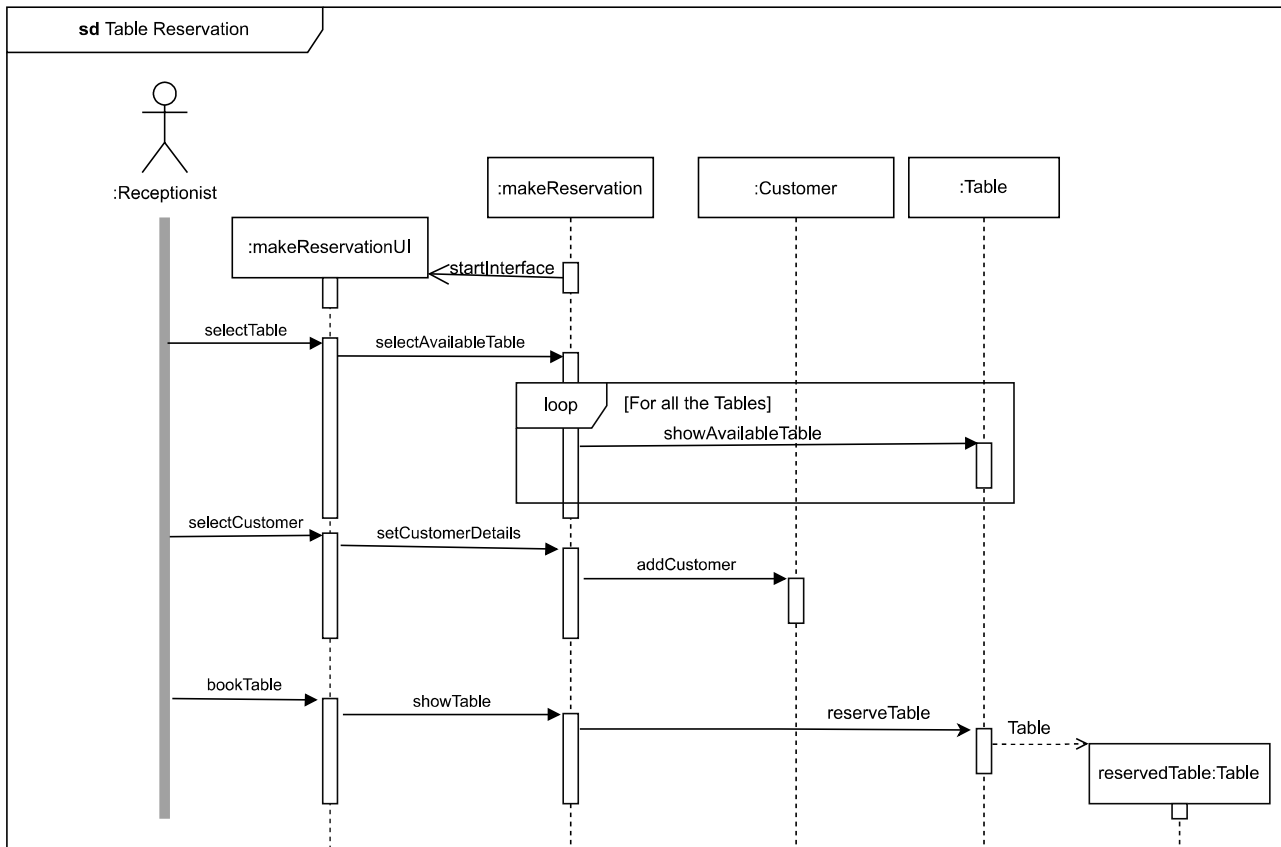 sd Table Reservation
:Receptionist
:makeReservation
:Customer
:Table
:makeReservationUI
startInterface
selectTable
selectAvailableTable
loop
[For all the Tables]
showAvailableTable
selectCustomer
setCustomerDetails
addCustomer
bookTable
showTable
reserveTable
Table
reservedTable:Table